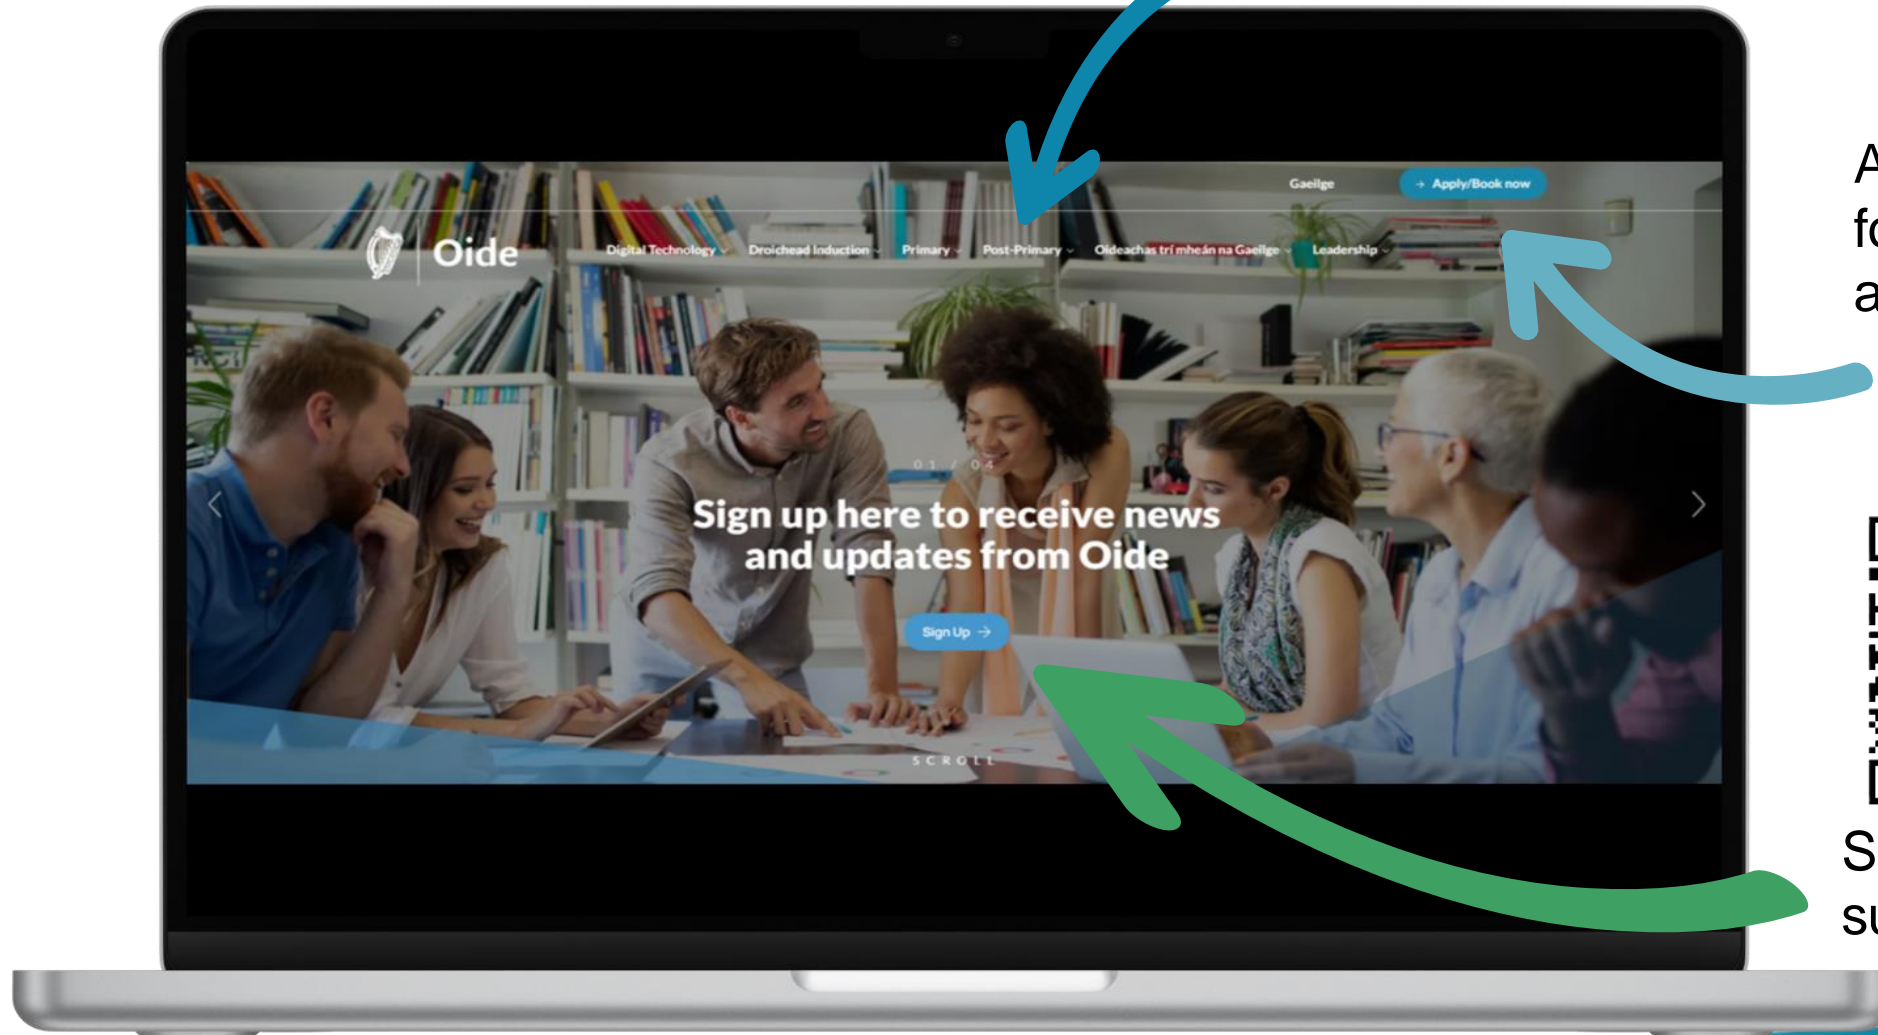 Gaeilge
→ Apply/Book now
Oide
Digital Technology
Droichead Induction
Primary
Post-Primary
Oideachas trí mheán na Gaeilge
Leadership
01 / 04
Sign up here to receive news
and updates from Oide
Sign Up →
SCROLL